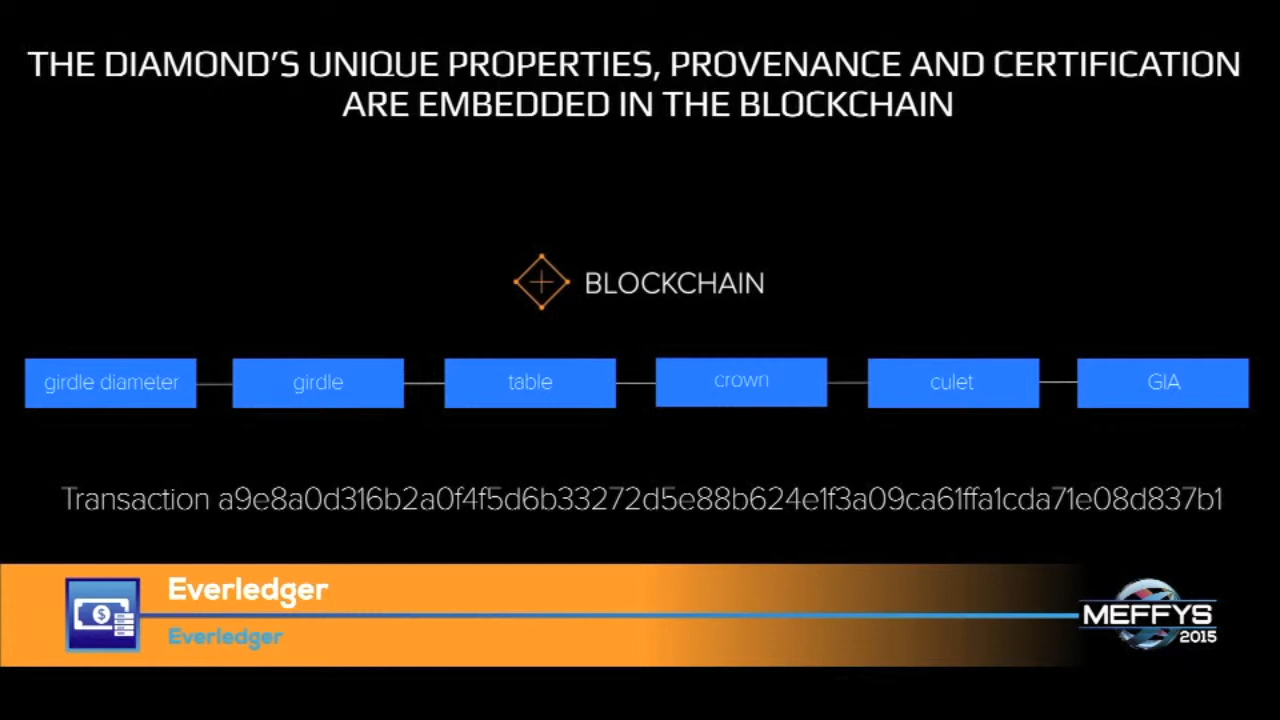 THE DIAMOND'S UNIQUE PROPERTIES, PROVENANCE AND CERTIFICATION
ARE EMBEDDED IN THE BLOCKCHAIN
BLOCKCHAIN
girdle diameter
girdle
table
crown
culet
GIA
Transaction a9e8a0d316b2a0f4f5d6b33272d5e88b624e1f3a09ca61ffa1cda71e08d837b1
Everledger
Everledger
MEFFYS
2015